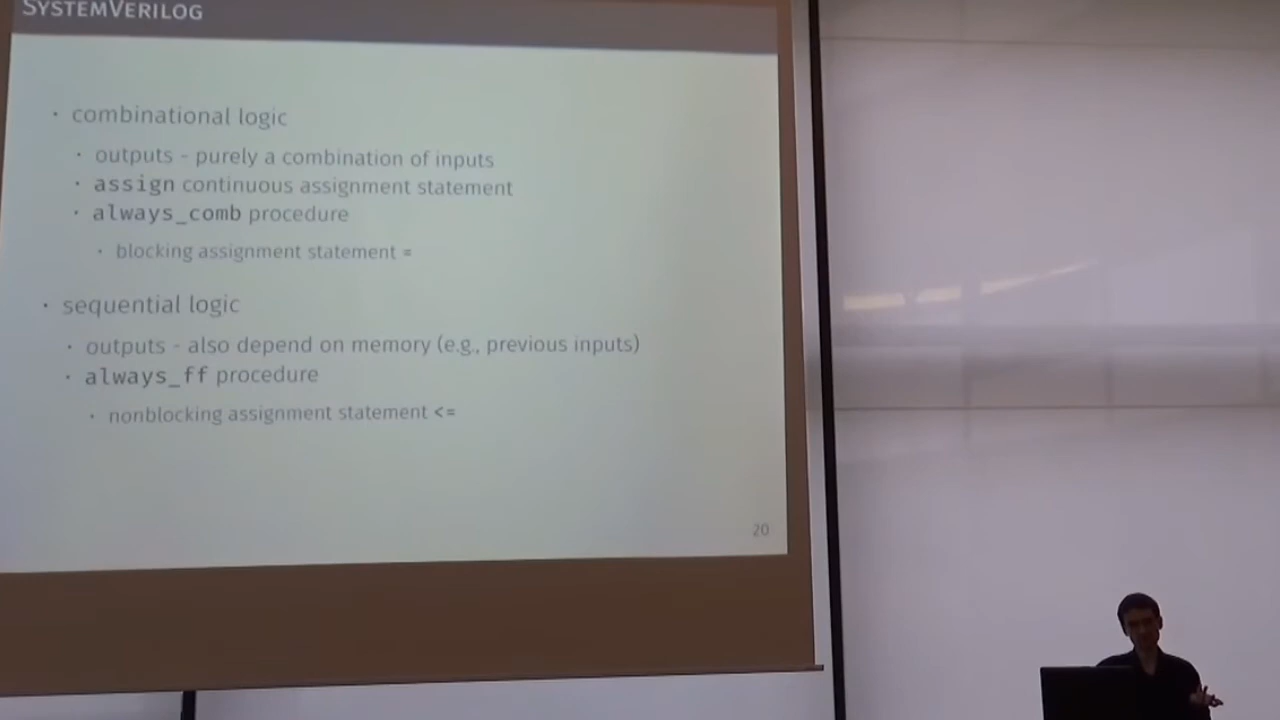 SYSTEMVERILOG
· combinational logic
· outputs - purely a combination of inputs
· assign continuous assignment statement
· always_comb procedure
· blocking assignment statement =
· sequential logic
· outputs - also depend on memory (e.g., previous inputs)
· always_ff procedure
· nonblocking assignment statement <=
20